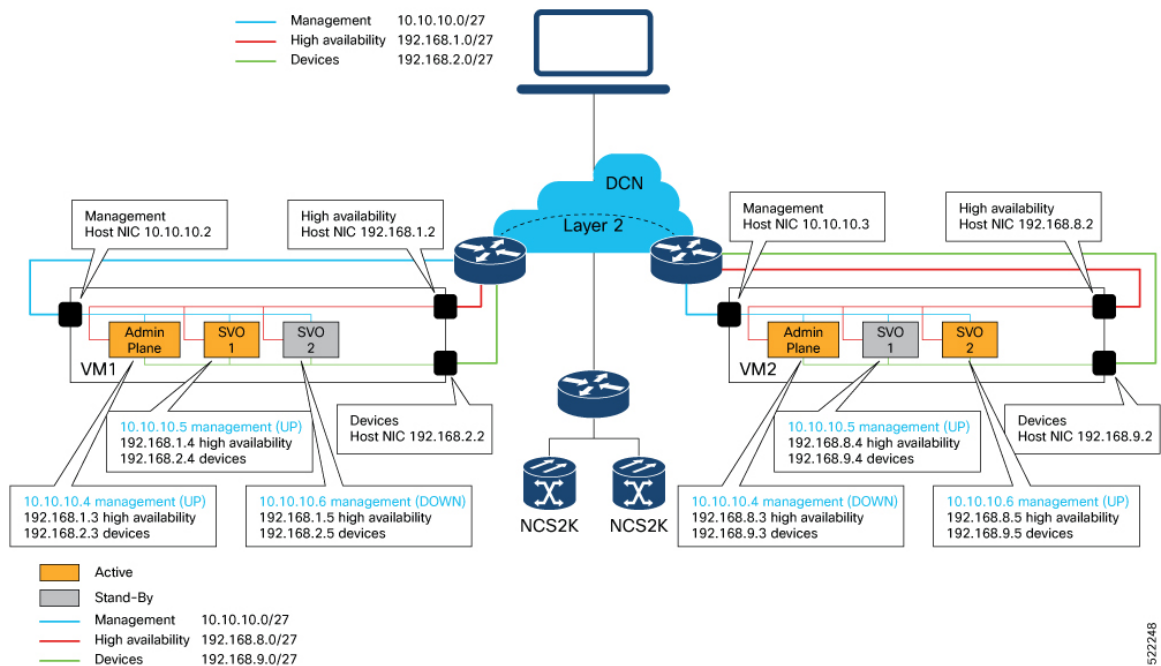 Management 10.10.10.0/27
High availability 192.168.1.0/27
Devices 192.168.2.0/27
DCN
Layer 2
Management
Host NIC 10.10.10.2
High availability
Host NIC 192.168.1.2
Management
Host NIC 10.10.10.3
High availability
Host NIC 192.168.8.2
Admin
Plane
SVO
1
SVO
2
VM1
Admin
Plane
SVO
1
SVO
2
VM2
10.10.10.5 management (UP)
192.168.1.4 high availability
192.168.2.4 devices
Devices
Host NIC 192.168.2.2
10.10.10.5 management (UP)
192.168.8.4 high availability
192.168.9.4 devices
Devices
Host NIC 192.168.9.2
10.10.10.4 management (UP)
192.168.1.3 high availability
192.168.2.3 devices
10.10.10.6 management (DOWN)
192.168.1.5 high availability
192.168.2.5 devices
NCS2K
NCS2K
10.10.10.4 management (DOWN)
192.168.8.3 high availability
192.168.9.3 devices
10.10.10.6 management (UP)
192.168.8.5 high availability
192.168.9.5 devices
Active
Stand-By
Management 10.10.10.0/27
High availability 192.168.8.0/27
Devices 192.168.9.0/27
522248